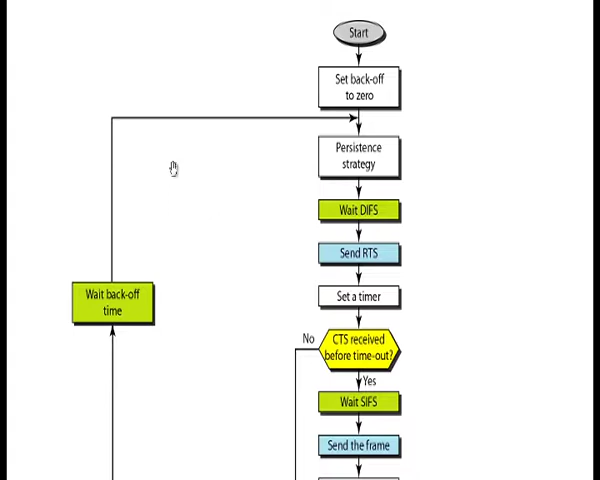 Start
Set back-off
to zero
Persistence
strategy
Wait DIFS
Send RTS
Set a timer
Wait back-off
time
No
CTS received
before time-out?
Yes
Wait SIFS
Send the frame